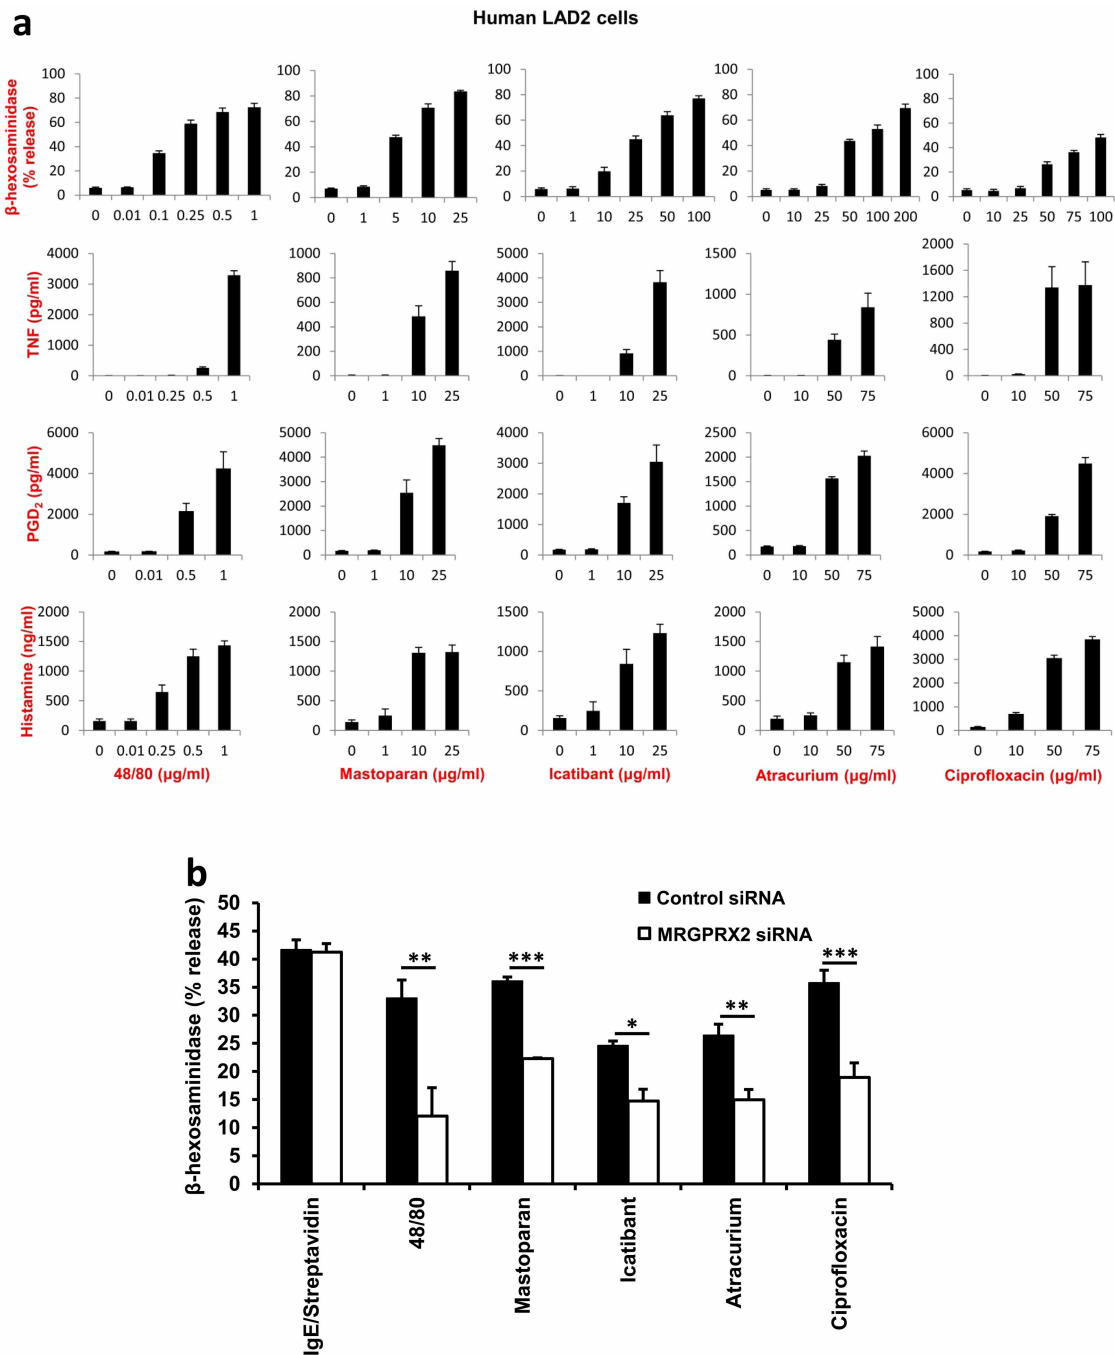 a
Human LAD2 cells
β-hexosaminidase
(% release)
100
80
60
40
20
0
0 0.01 0.1 0.25 0.5 1
100
80
60
40
20
0
0 1 5 10 25
100
80
60
40
20
0
0 1 10 25 50 100
100
80
60
40
20
0
0 10 25 50 100 200
100
80
60
40
20
0
0 10 25 50 75 100
TNF (pg/ml)
4000
3000
2000
1000
0
0 0.01 0.25 0.5 1
1000
800
600
400
200
0
0 1 10 25
5000
4000
3000
2000
1000
0
0 1 10 25
1500
1000
500
0
0 10 50 75
2000
1600
1200
800
400
0
0 10 50 75
PGD2 (pg/ml)
6000
4000
2000
0
0 0.01 0.5 1
5000
4000
3000
2000
1000
0
0 1 10 25
4000
3000
2000
1000
0
0 1 10 25
2500
2000
1500
1000
500
0
0 10 50 75
6000
4000
2000
0
0 10 50 75
Histamine (ng/ml)
2000
1500
1000
500
0
0 0.01 0.25 0.5 1
48/80 (µg/ml)
2000
1500
1000
500
0
0 1 10 25
Mastoparan (µg/ml)
1500
1000
500
0
0 1 10 25
Icatibant (µg/ml)
2000
1500
1000
500
0
0 10 50 75
Atracurium (µg/ml)
5000
4000
3000
2000
1000
0
0 10 50 75
Ciprofloxacin (µg/ml)
b
β-hexosaminidase (% release)
50
45
40
35
30
25
20
15
10
5
0
Control siRNA
MRGPRX2 siRNA
** *** * ** ***
IgE/Streptavidin
48/80
Mastoparan
Icatibant
Atracurium
Ciprofloxacin